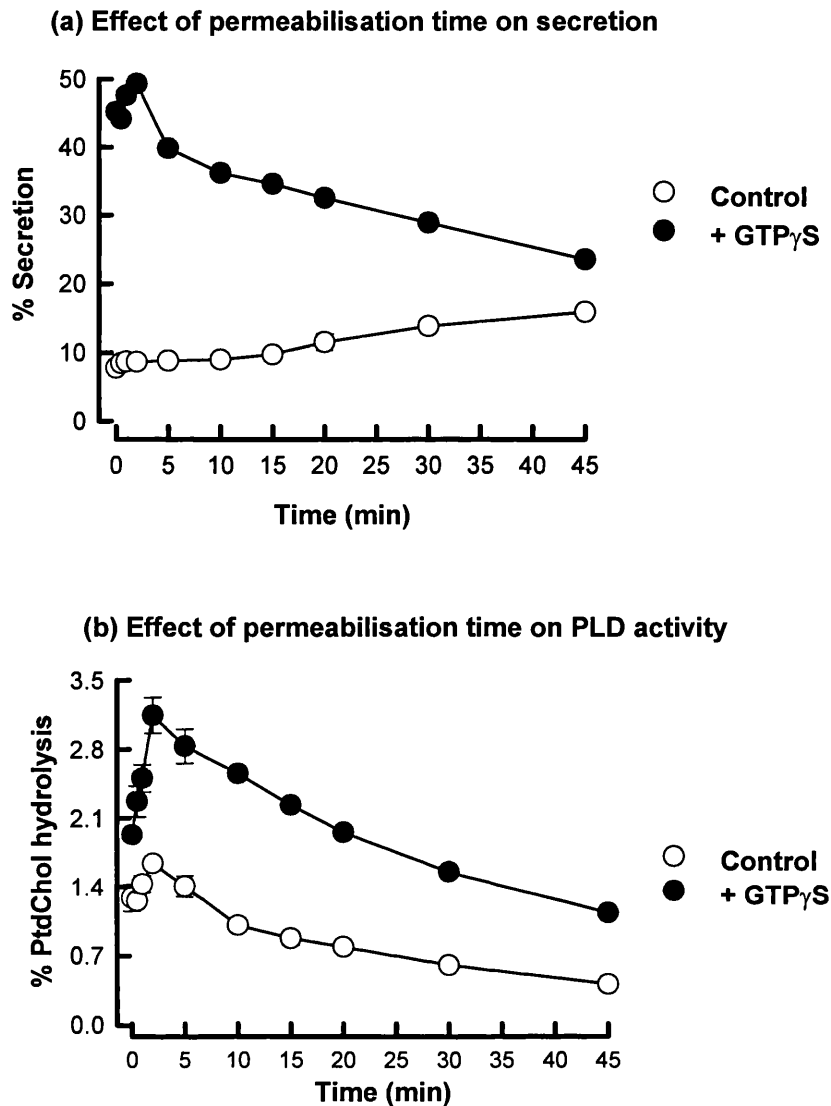 (a) Effect of permeabilisation time on secretion
50
40
30
20
10
0
% Secretion
0 5 10 15 20 25 30 35 40 45
Time (min)
Control
+ GTPγS
(b) Effect of permeabilisation time on PLD activity
3.5
2.8
2.1
1.4
0.7
0.0
% PtdChol hydrolysis
0 5 10 15 20 25 30 35 40 45
Time (min)
Control
+ GTPγS